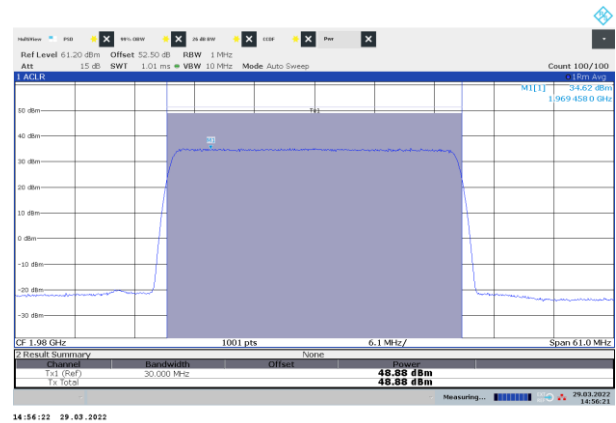 MultiView PSD 99% OBW 26 dB BW CCDF Pwr
Ref Level 61.20 dBm Offset 52.50 dB RBW 1 MHz
Att 15 dB SWT 1.01 ms VBW 10 MHz Mode Auto Sweep Count 100/100
1 ACLR 1Rm Avg
M1[1] 34.62 dBm
1.969 458 0 GHz
50 dBm
Tx1
40 dBm
M1
30 dBm
20 dBm
10 dBm
0 dBm
-10 dBm
-20 dBm
-30 dBm
CF 1.98 GHz 1001 pts 6.1 MHz/ Span 61.0 MHz
2 Result Summary None
Channel Bandwidth Offset Power
Tx1 (Ref) 30.000 MHz 48.88 dBm
Tx Total 48.88 dBm
Measuring... 29.03.2022
14:56:21
14:56:22 29.03.2022